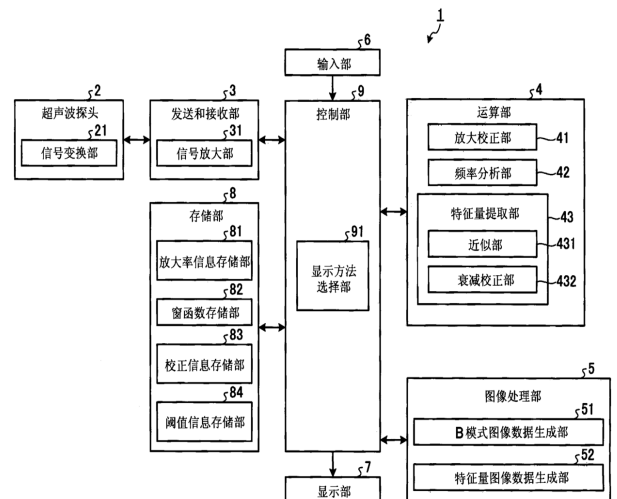 1
6
输入部
2
超声波探头
21
信号变换部
3
发送和接收部
31
信号放大部
9
控制部
91
显示方法
选择部
4
运算部
放大校正部
41
频率分析部
42
特征量提取部
43
近似部
431
衰减校正部
432
8
存储部
81
放大率信息存储部
82
窗函数存储部
83
校正信息存储部
84
阈值信息存储部
5
图像处理部
51
B模式图像数据生成部
52
特征量图像数据生成部
7
显示部